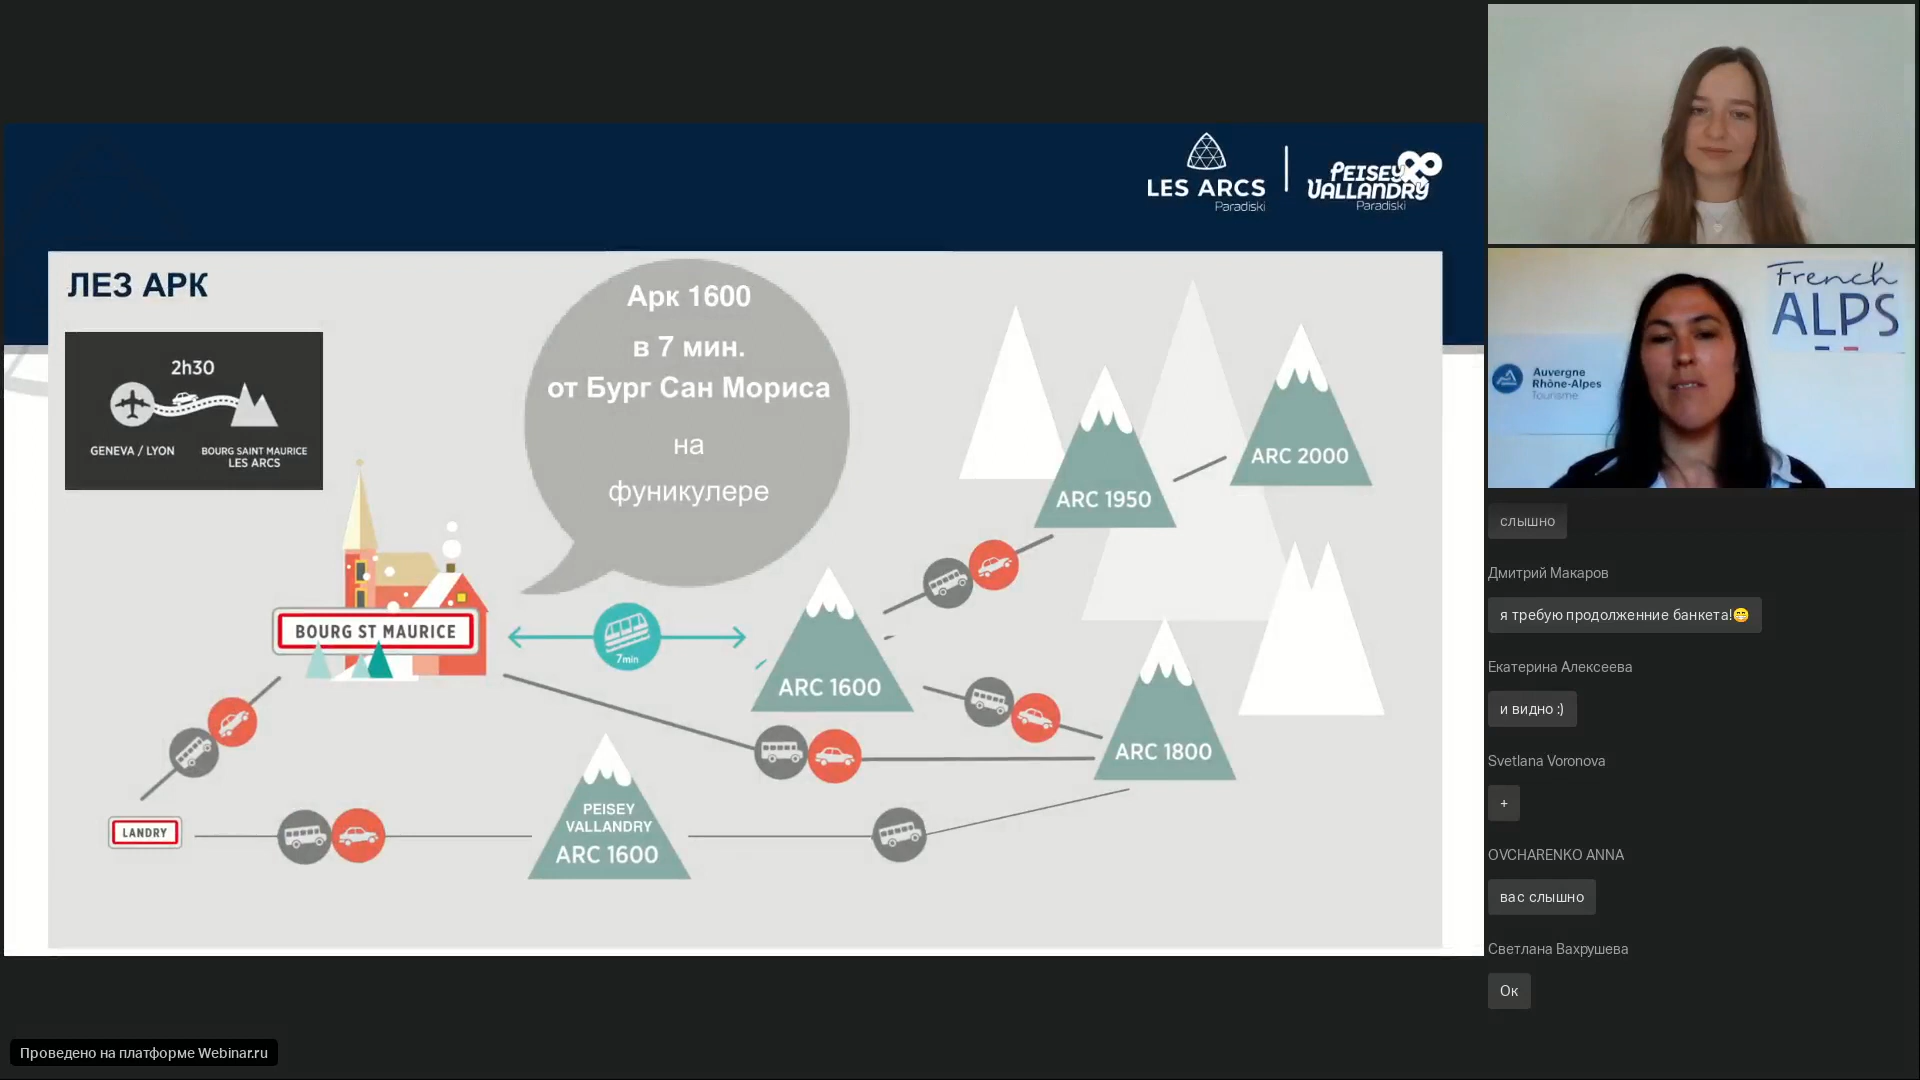 LES ARCS
Paradiski
PEISEY
VALLANDRY
Paradiski
ЛЕЗ АРК
2h30
GENEVA / LYON
BOURG SAINT MAURICE
LES ARCS
Арк 1600
в 7 мин.
от Бург Сан Мориса
на
фуникулере
ARC 2000
ARC 1950
BOURG ST MAURICE
7min
ARC 1600
ARC 1800
LANDRY
PEISEY
VALLANDRY
ARC 1600
French
ALPS
Auvergne
Rhône-Alpes
Tourisme
слышно
Дмитрий Макаров
я требую продолженние банкета!😁
Екатерина Алексеева
и видно :)
Svetlana Voronova
+
OVCHARENKO ANNA
вас слышно
Светлана Вахрушева
Ок
Проведено на платформе Webinar.ru